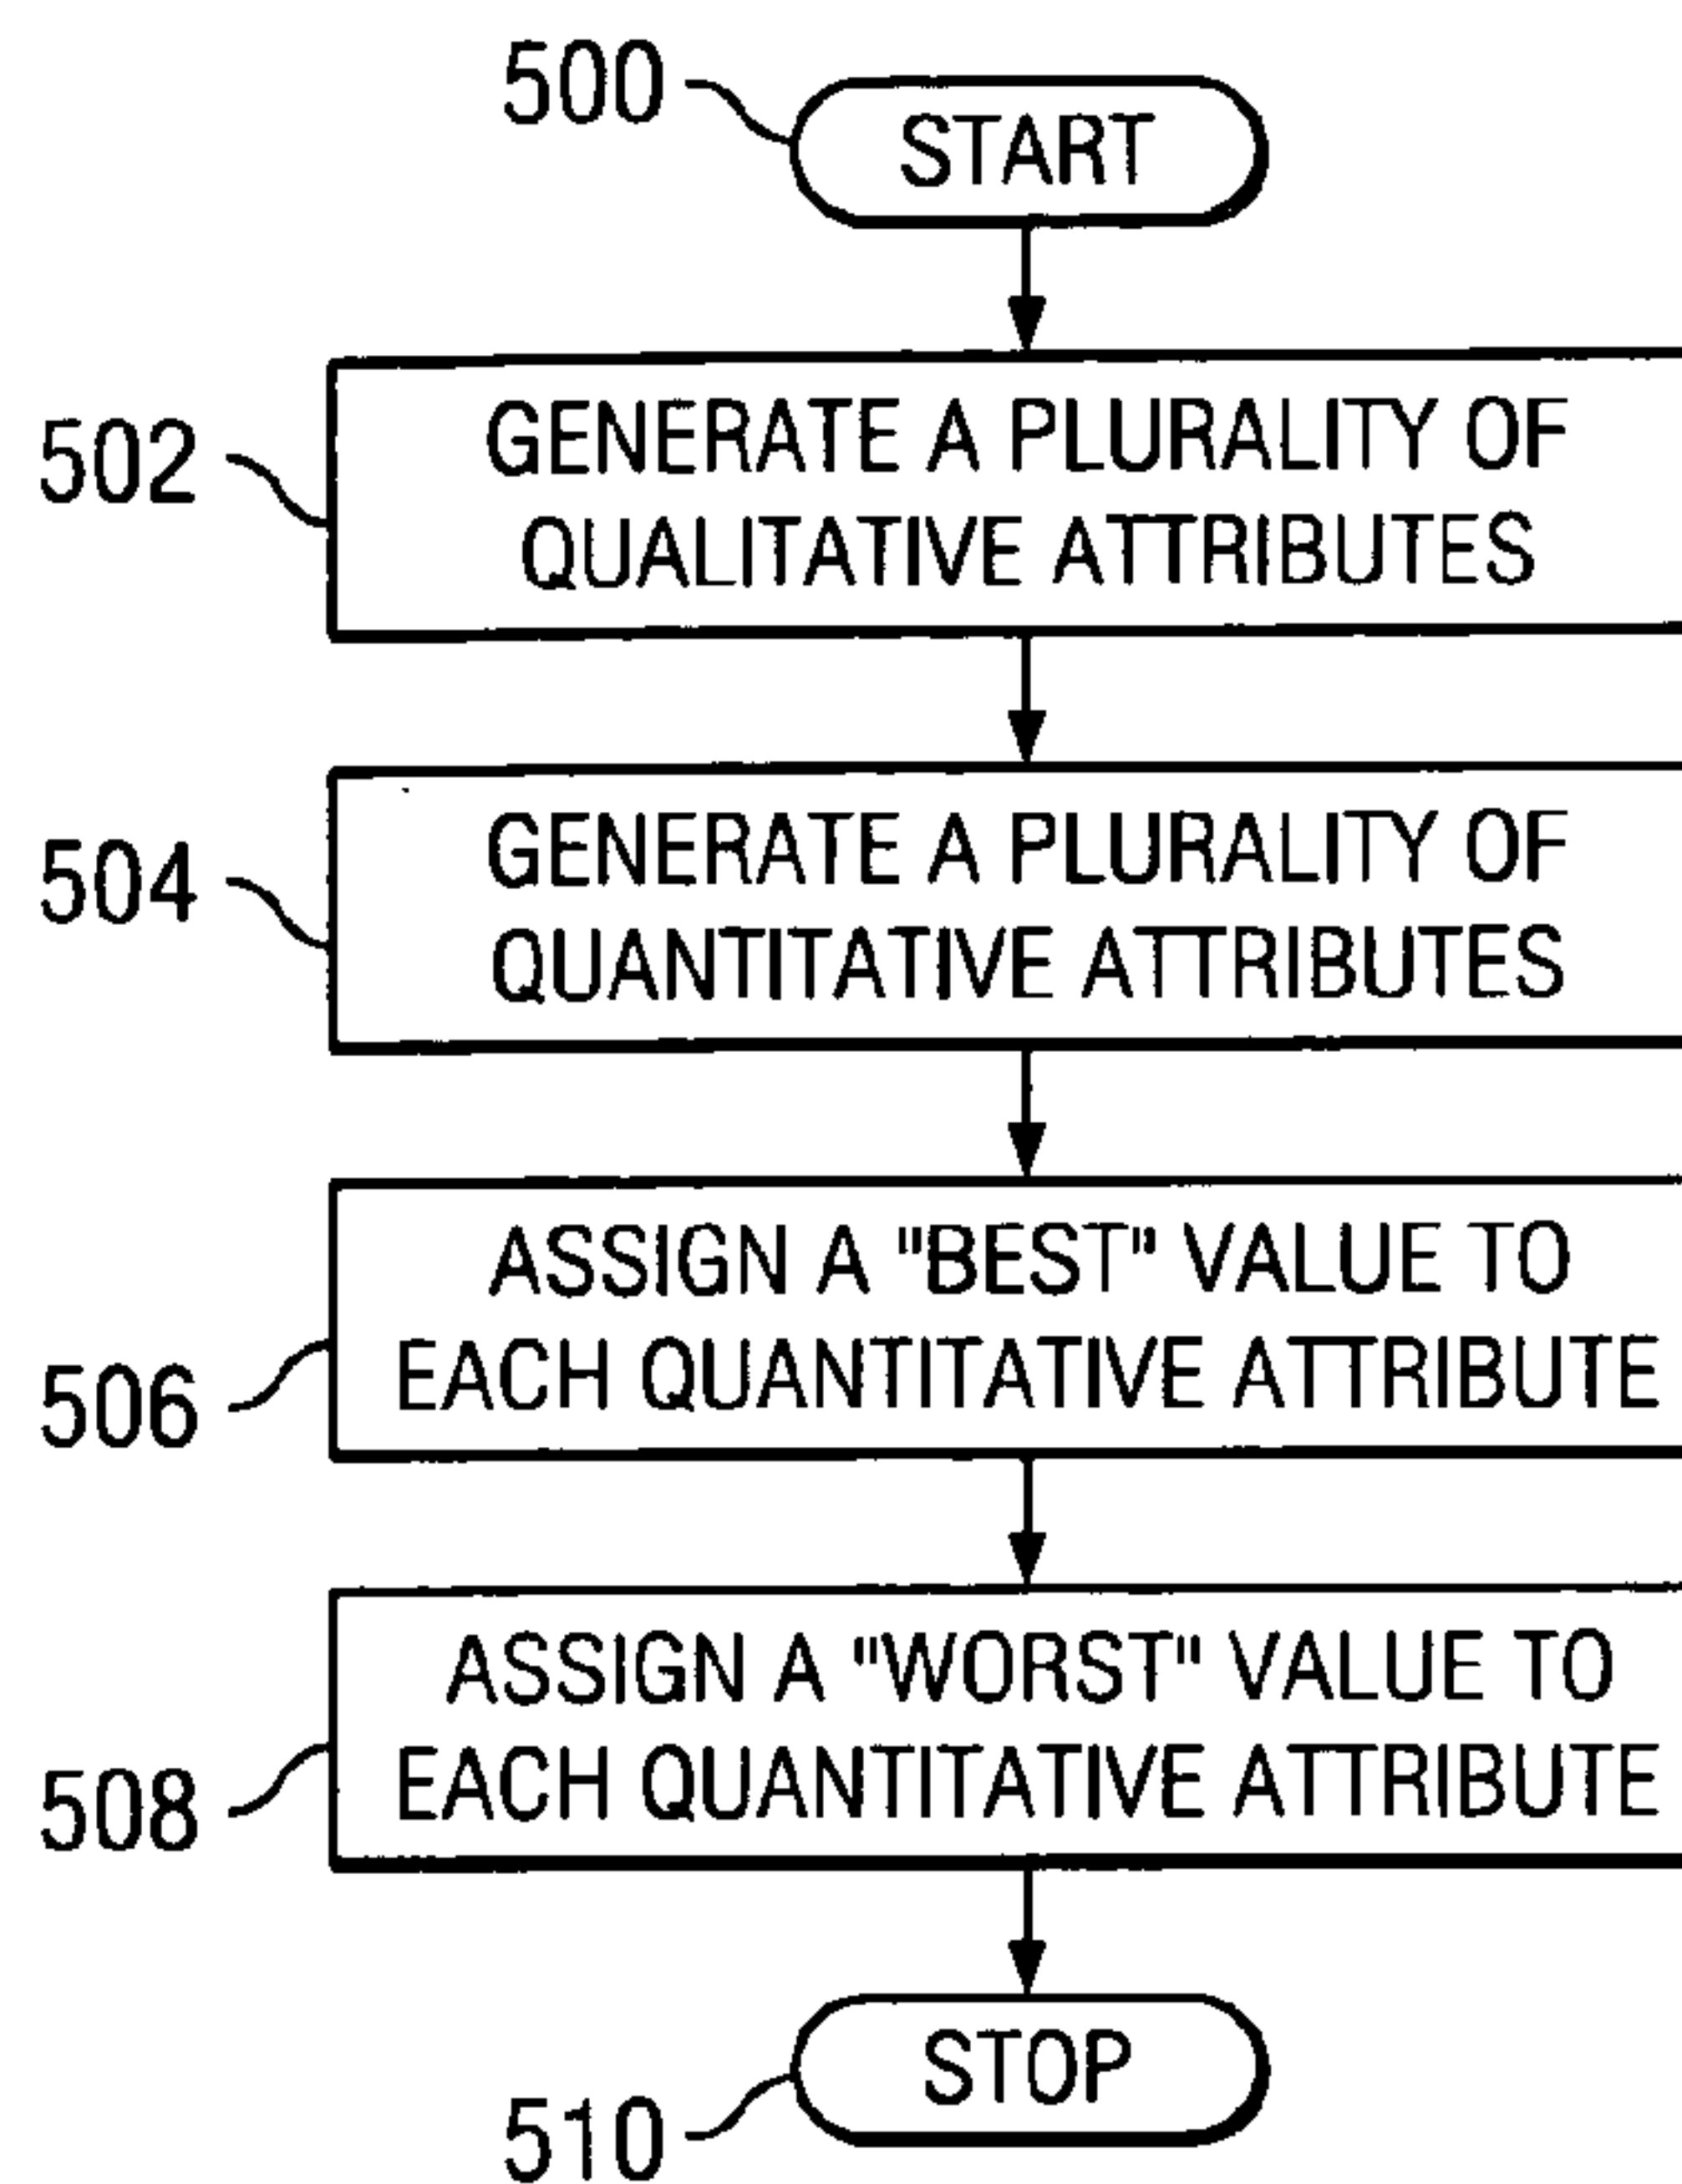 500
START
502
GENERATE A PLURALITY OF
QUALITATIVE ATTRIBUTES
504
GENERATE A PLURALITY OF
QUANTITATIVE ATTRIBUTES
506
ASSIGN A "BEST" VALUE TO
EACH QUANTITATIVE ATTRIBUTE
508
ASSIGN A "WORST" VALUE TO
EACH QUANTITATIVE ATTRIBUTE
510
STOP